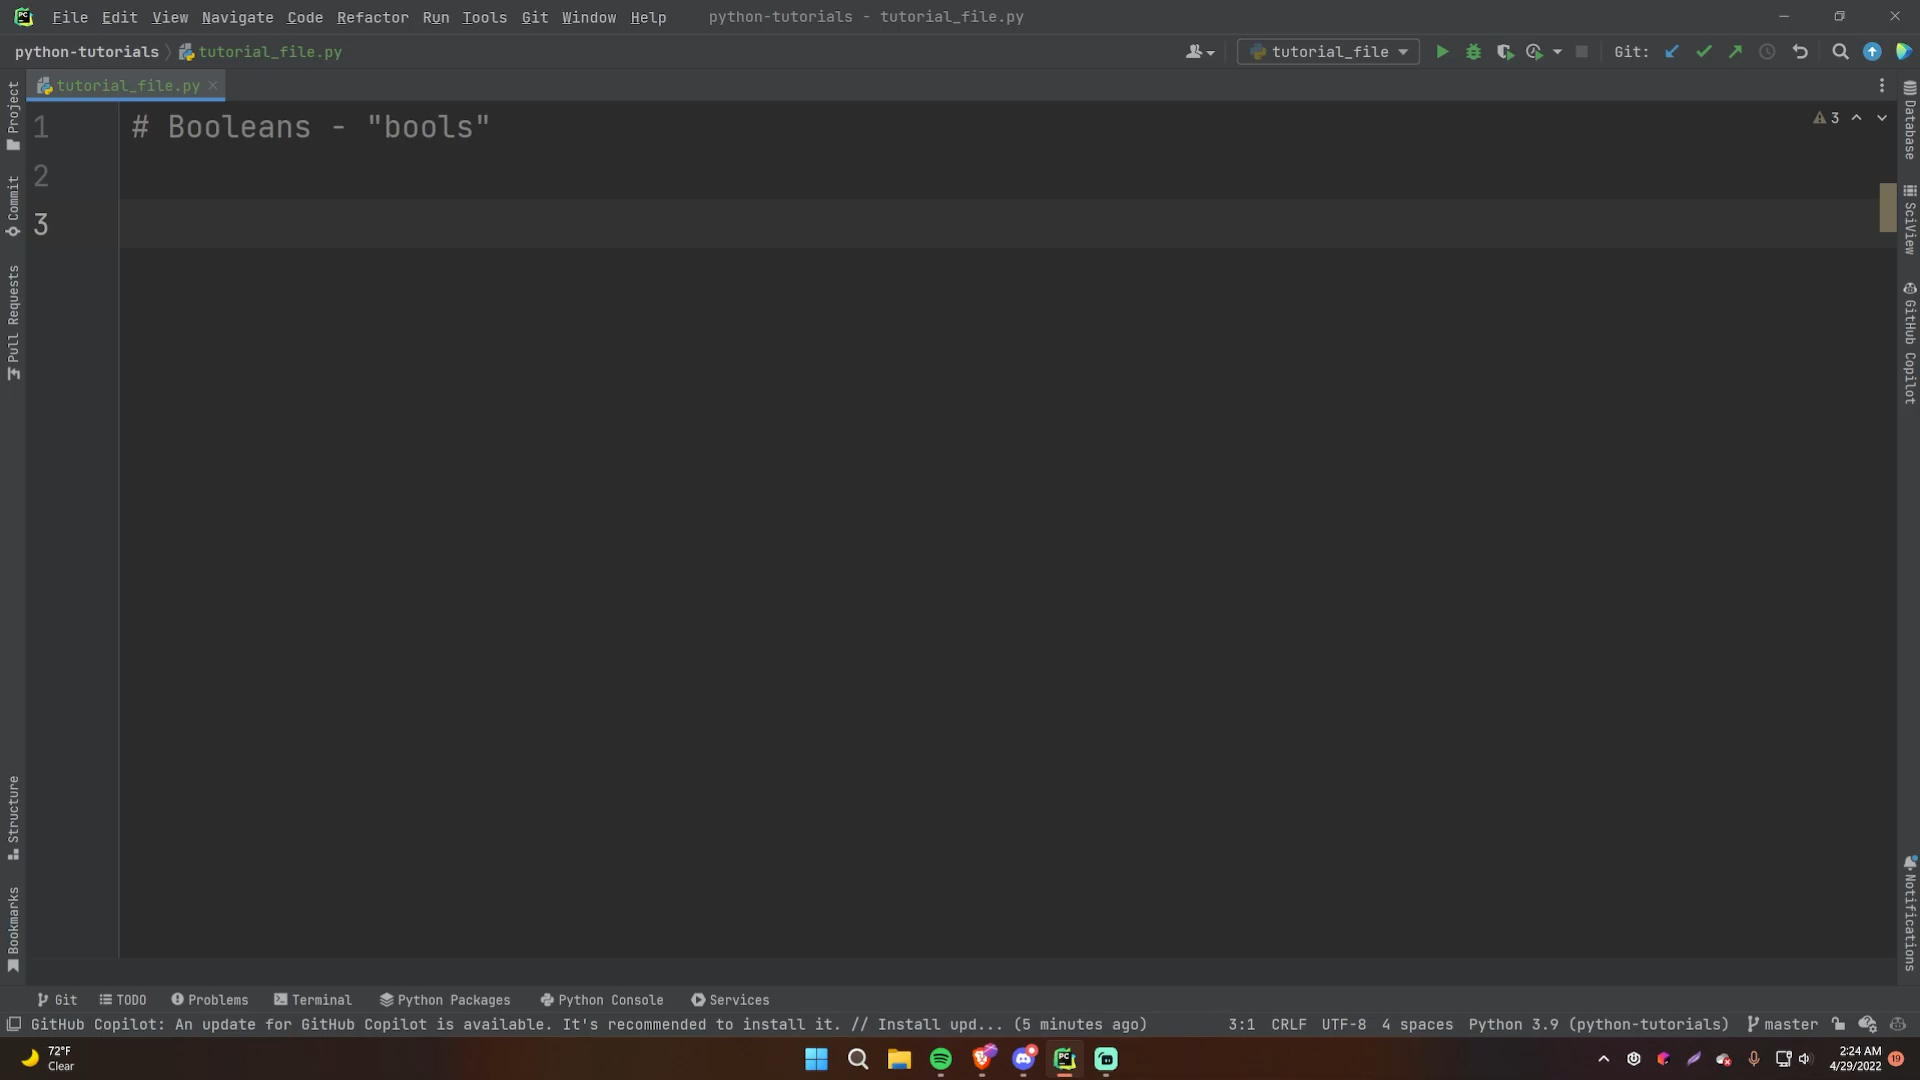 File Edit View Navigate Code Refactor Run Tools Git Window Help python-tutorials - tutorial_file.py
python-tutorials tutorial_file.py tutorial_file Git:
tutorial_file.py
1 # Booleans - "bools"
2
3
3
Project
Commit
Pull Requests
Structure
Bookmarks
Database
SciView
GitHub Copilot
Notifications
Git TODO Problems Terminal Python Packages Python Console Services
GitHub Copilot: An update for GitHub Copilot is available. It's recommended to install it. // Install upd... (5 minutes ago) 3:1 CRLF UTF-8 4 spaces Python 3.9 (python-tutorials) master
72°F
Clear
2:24 AM
4/29/2022
19